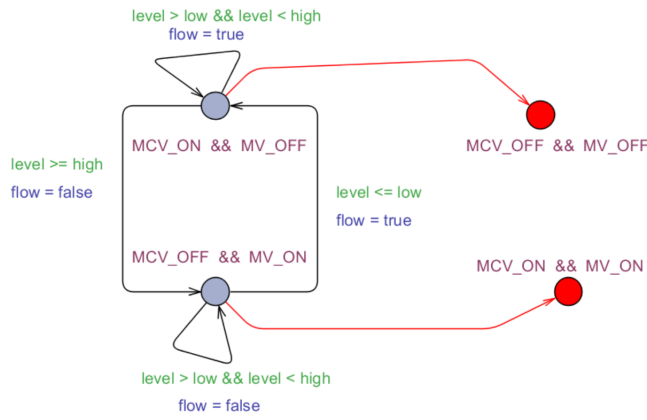 level > low && level < high
flow = true
MCV_ON && MV_OFF
MCV_OFF && MV_OFF
level >= high
flow = false
level <= low
flow = true
MCV_OFF && MV_ON
MCV_ON && MV_ON
level > low && level < high
flow = false